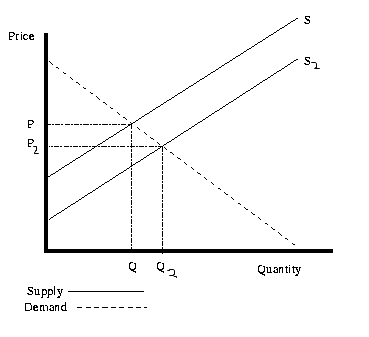 Price
S
S2
P
P2
Q
Q2
Quantity
Supply
Demand